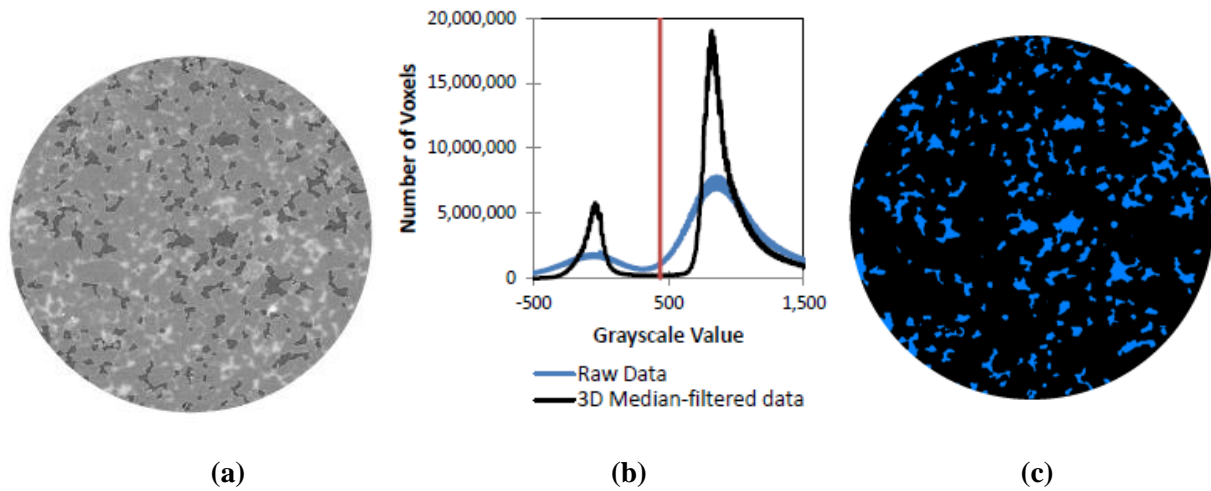 20,000,000
15,000,000
10,000,000
5,000,000
0
Number of Voxels
-500 500 1,500
Grayscale Value
Raw Data
3D Median-filtered data
(a) (b) (c)